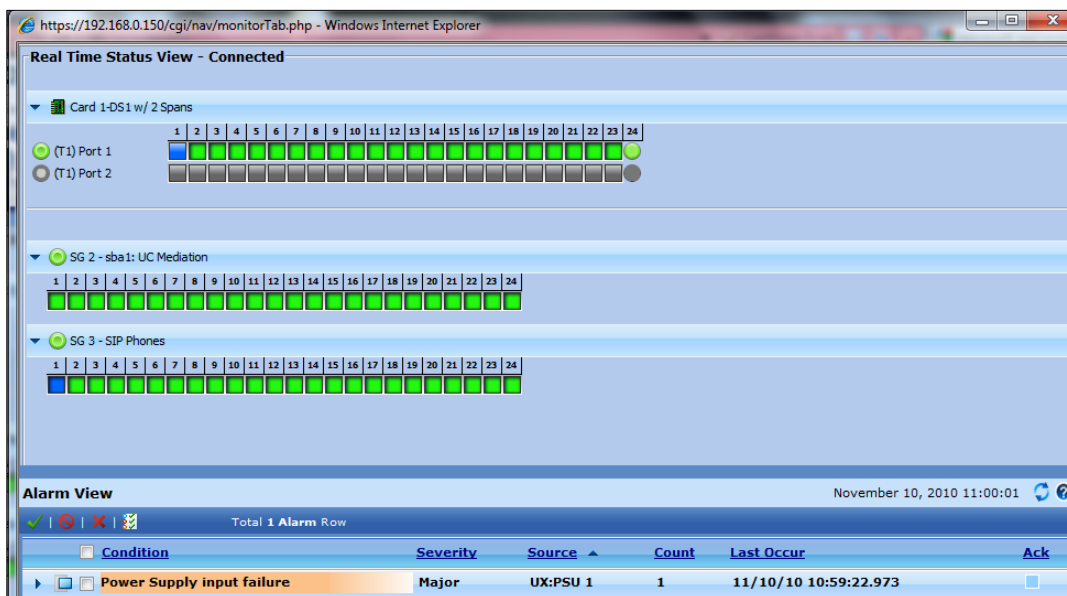 https://192.168.0.150/cgi/nav/monitorTab.php - Windows Internet Explorer
Real Time Status View - Connected
Card 1-DS1 w/ 2 Spans
1 2 3 4 5 6 7 8 9 10 11 12 13 14 15 16 17 18 19 20 21 22 23 24
(T1) Port 1
(T1) Port 2
SG 2 - sba1: UC Mediation
1 2 3 4 5 6 7 8 9 10 11 12 13 14 15 16 17 18 19 20 21 22 23 24
SG 3 - SIP Phones
1 2 3 4 5 6 7 8 9 10 11 12 13 14 15 16 17 18 19 20 21 22 23 24
Alarm View November 10, 2010 11:00:01
Total 1 Alarm Row
Condition Severity Source Count Last Occur Ack
Power Supply input failure Major UX:PSU 1 1 11/10/10 10:59:22.973